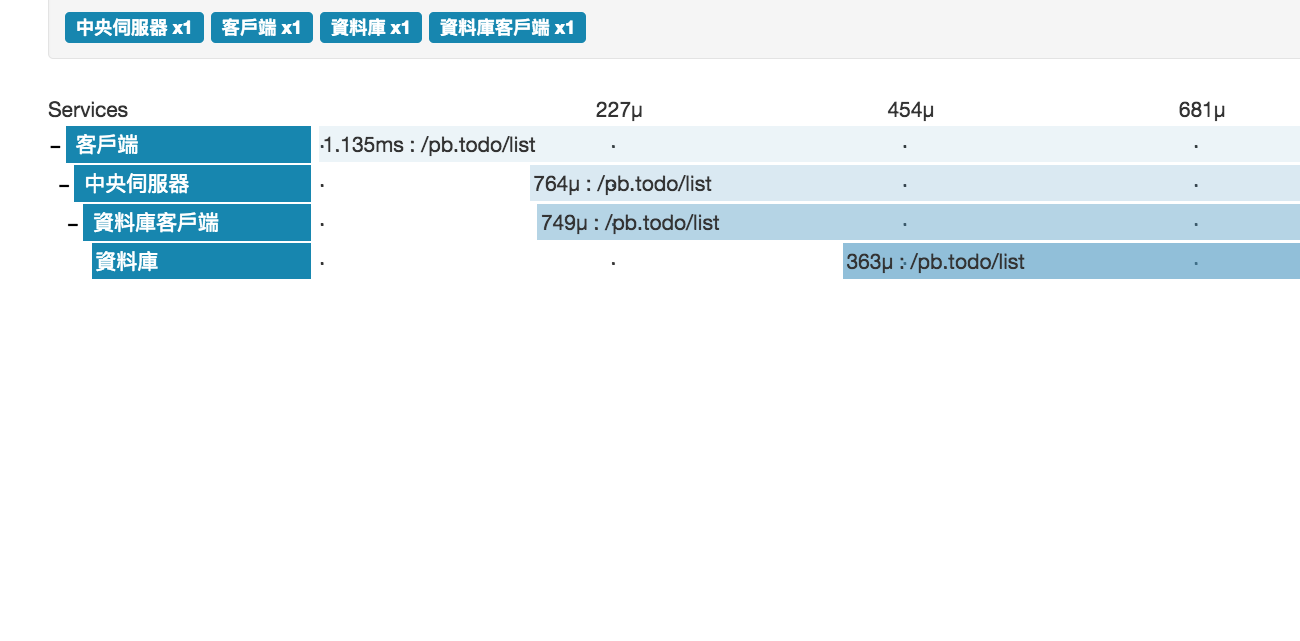 中央伺服器 x1 客戶端 x1 資料庫 x1 資料庫客戶端 x1
Services 227μ 454μ 681μ
客戶端 1.135ms : /pb.todo/list
中央伺服器 764μ : /pb.todo/list
資料庫客戶端 749μ : /pb.todo/list
資料庫 363μ : /pb.todo/list